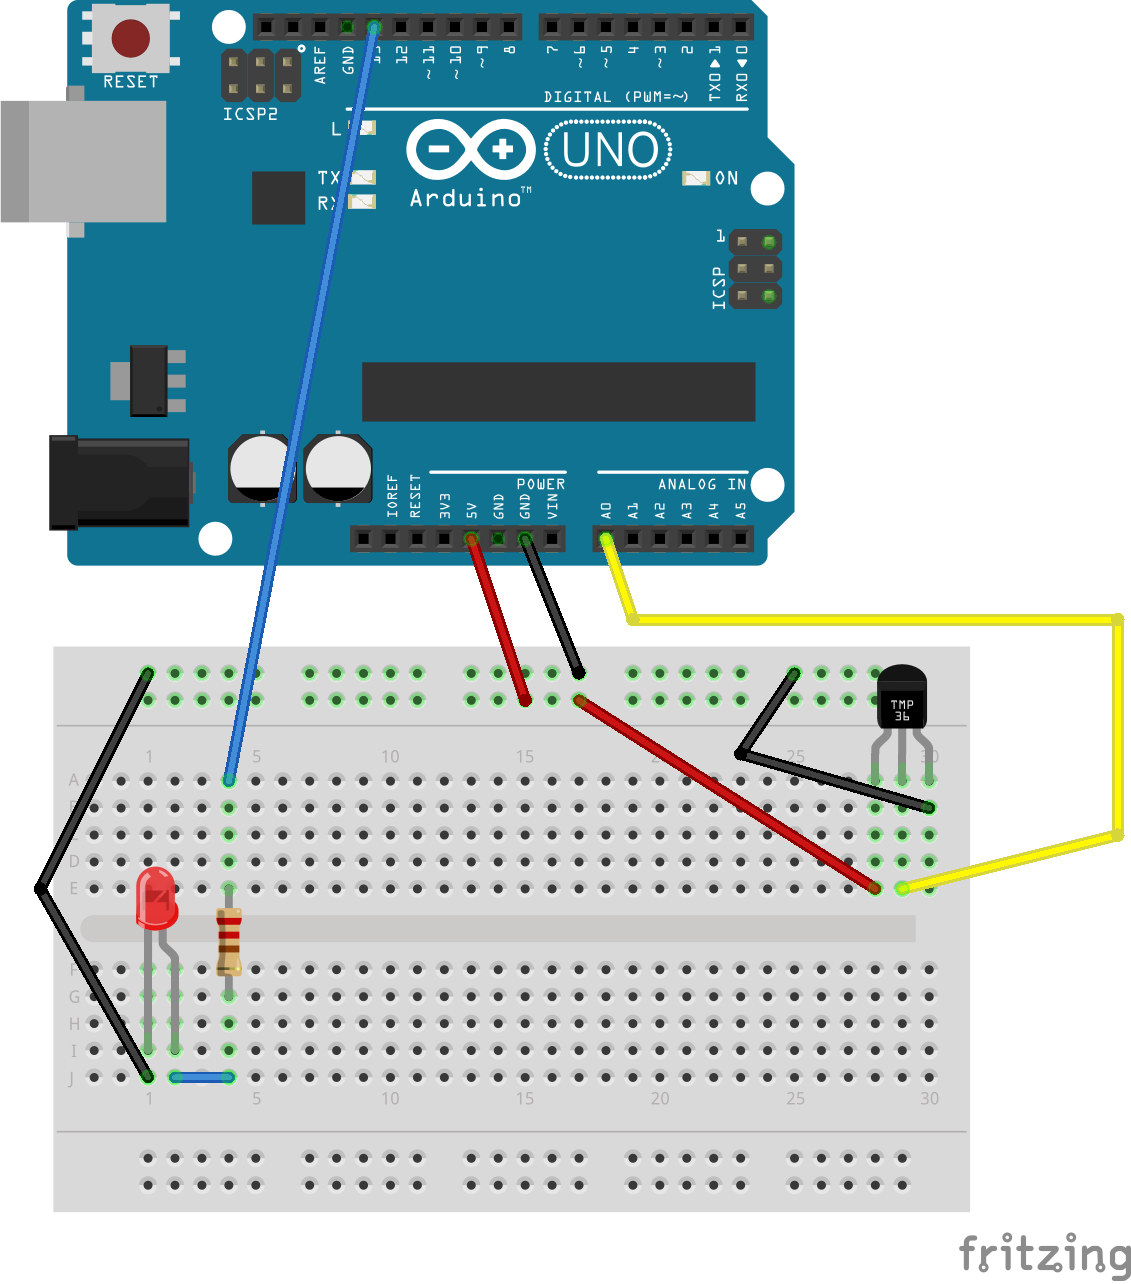 RESET
ICSP2
AREF
GND
13
12
~11
~10
~9
8
7
~6
~5
4
~3
2
TX0▶1
RX0◀0
DIGITAL (PWM=~)
L
TX
RX
Arduino™
UNO
ON
1
ICSP
IOREF
RESET
3V3
5V
GND
GND
VIN
POWER
ANALOG IN
A0
A1
A2
A3
A4
A5
TMP
36
1 5 10 15 25 30
A
D
E
F
G
H
I
J
1 5 10 15 20 25 30
fritzing